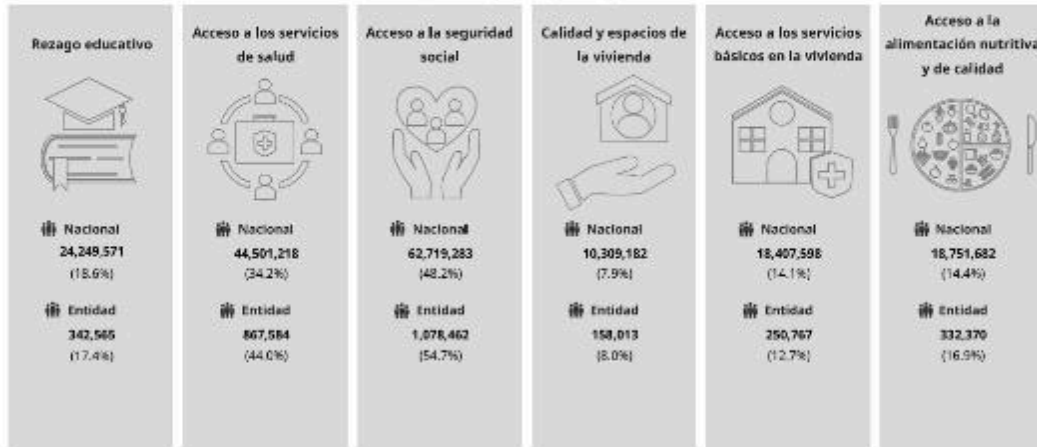 Rezago educativo
Nacional
24,249,571
(18.6%)
Entidad
342,565
(17.4%)
Acceso a los servicios
de salud
Nacional
44,501,218
(34.2%)
Entidad
867,584
(44.0%)
Acceso a la seguridad
social
Nacional
62,719,283
(48.2%)
Entidad
1,078,462
(54.7%)
Calidad y espacios de
la vivienda
Nacional
10,309,182
(7.9%)
Entidad
158,013
(8.0%)
Acceso a los servicios
básicos en la vivienda
Nacional
18,407,598
(14.1%)
Entidad
250,767
(12.7%)
Acceso a la
alimentación nutritiva
y de calidad
Nacional
18,751,682
(14.4%)
Entidad
332,370
(16.9%)